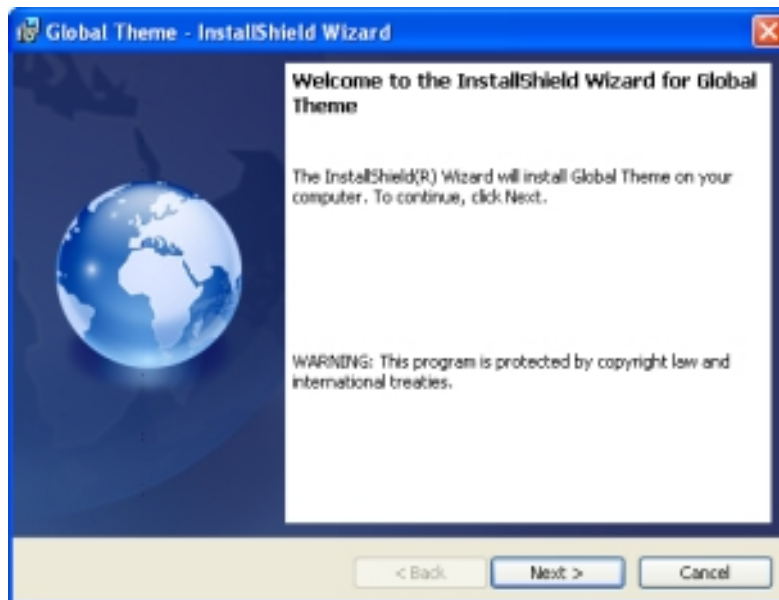 Global Theme - InstallShield Wizard
Welcome to the InstallShield Wizard for Global
Theme
The InstallShield(R) Wizard will install Global Theme on your
computer. To continue, click Next.
WARNING: This program is protected by copyright law and
international treaties.
< Back
Next >
Cancel